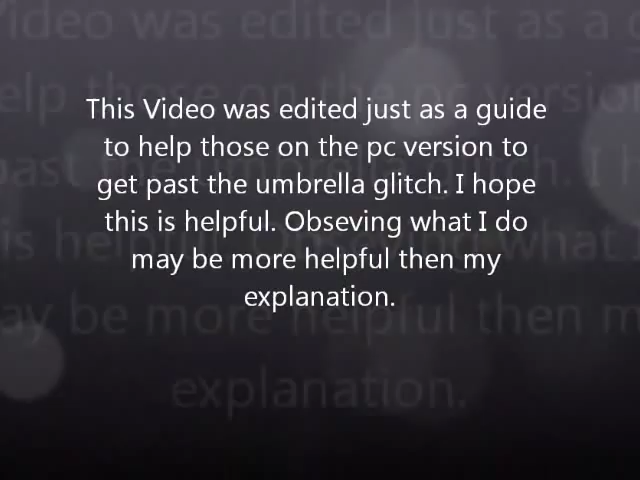 This Video was edited just as a guide
to help those on the pc version to
get past the umbrella glitch. I hope
this is helpful. Obseving what I do
may be more helpful then my
explanation.